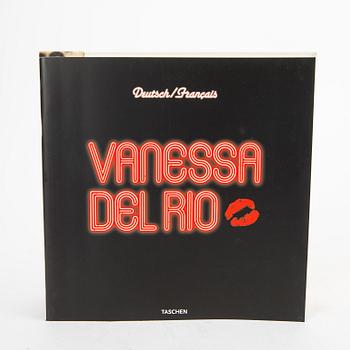 Deutsch/Français
VANESSA
DEL RIO
TASCHEN